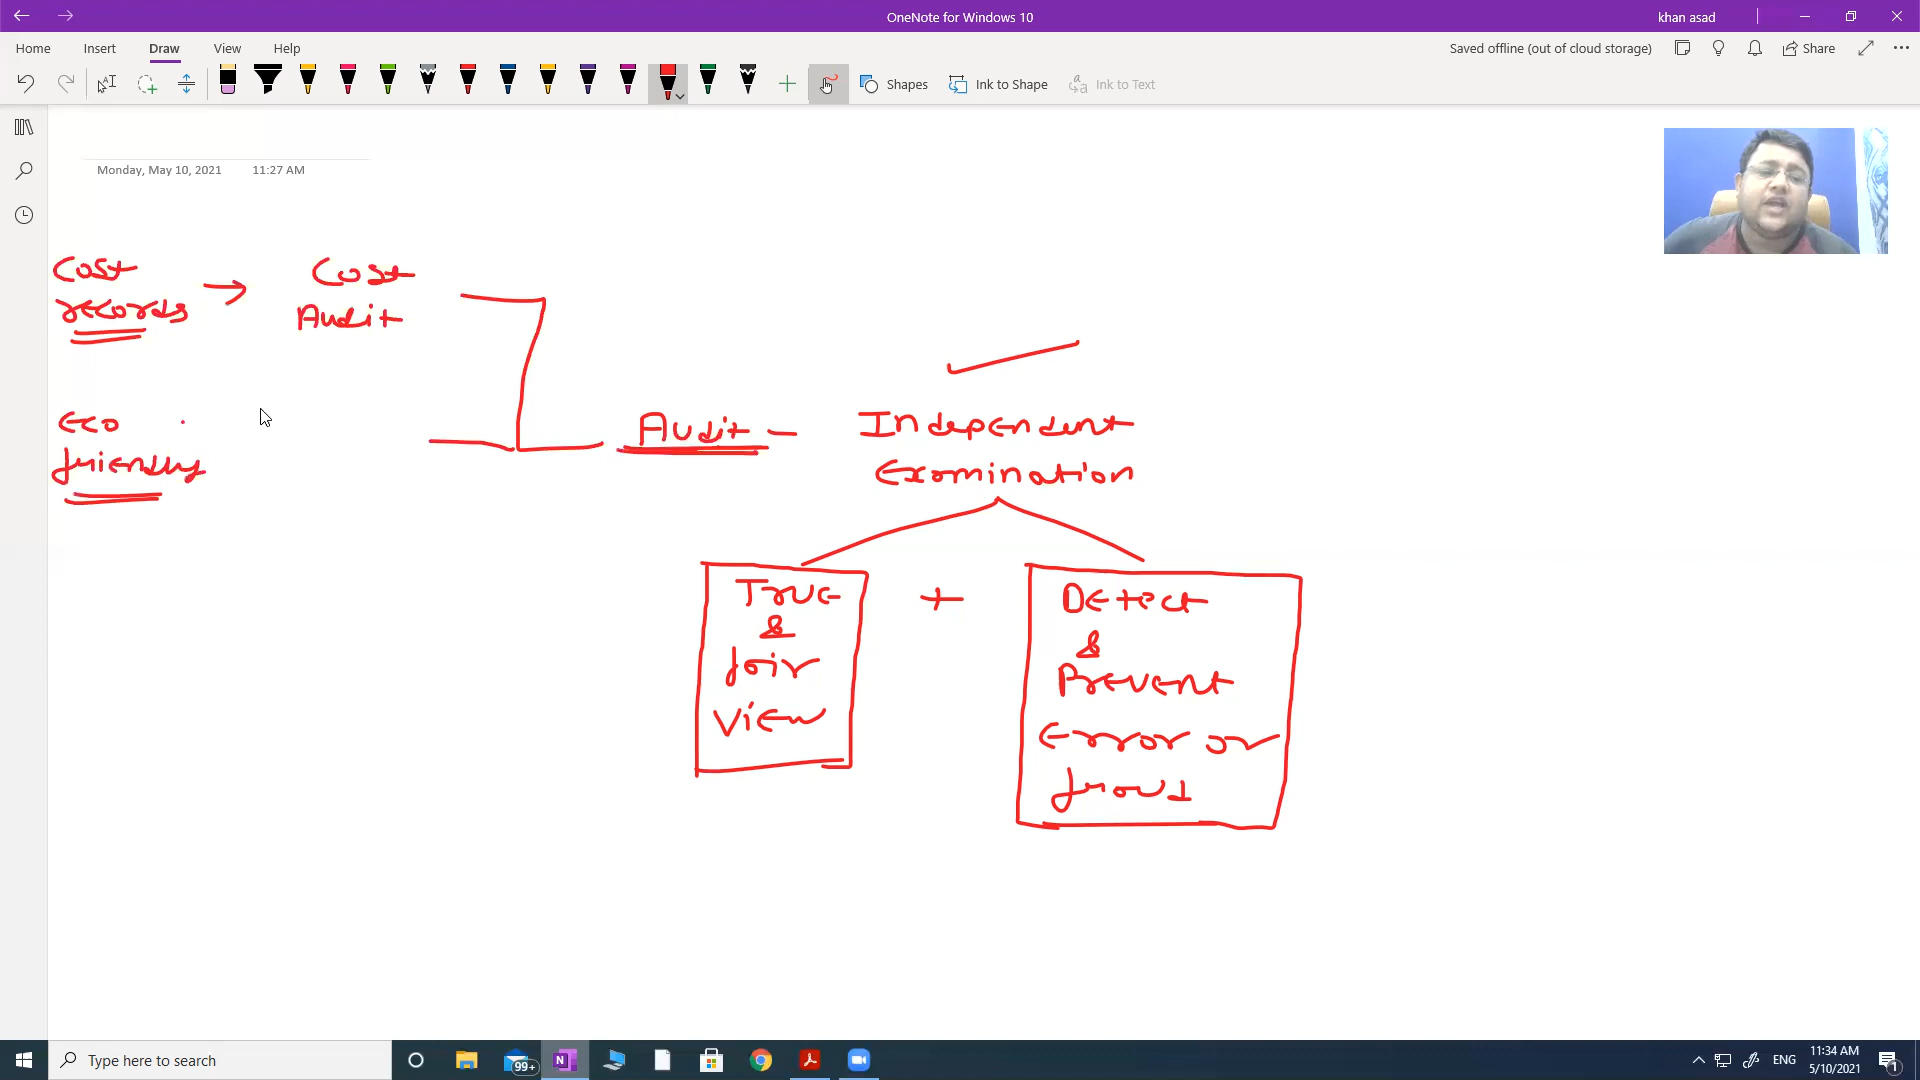 OneNote for Windows 10
khan asad
Home Insert Draw View Help
Saved offline (out of cloud storage)
Share
Shapes
Ink to Shape
Ink to Text
Monday, May 10, 2021 11:27 AM
Cost
records
→
Cost
Audit
Eco
friendly
Audit –
Independent
Examination
True
&
fair
view
+
Detect
&
Prevent
Error or
fraud
Type here to search
99+
ENG
11:34 AM
5/10/2021
1